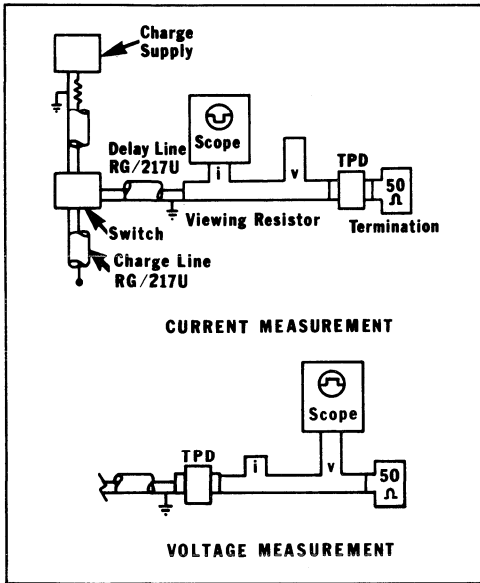 Charge
Supply
Scope
Delay Line
RG/217U
i
v
TPD
50
Ω
Viewing Resistor
Termination
Switch
Charge Line
RG/217U
CURRENT MEASUREMENT
Scope
TPD
i
v
50
Ω
VOLTAGE MEASUREMENT